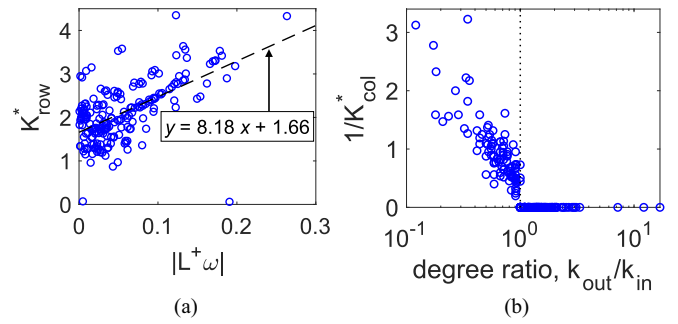 4
3
2
1
0
0
0.1
0.2
0.3
K*row
y = 8.18 x + 1.66
|L⁺ω|
(a)
3
2
1
0
10⁻¹
10⁰
10¹
1/K*col
degree ratio, kout/kin
(b)